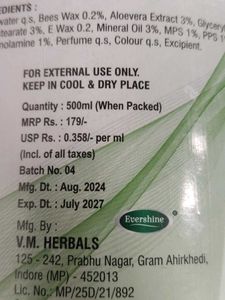 EDIENTS :
water q.s, Bees Wax 0.2%, Aloevera Extract 3%, Glycery
stearate 3%, E Wax 0.2, Mineral Oil 3%, MPS 1%, PPS 1%
nolamine 1%, Perfume q.s, Colour q.s, Excipient.
FOR EXTERNAL USE ONLY.
KEEP IN COOL & DRY PLACE
Quantity : 500ml (When Packed)
MRP Rs. : 179/-
USP Rs. : 0.358/- per ml
(Incl. of all taxes)
Batch No. 04
Mfg. Dt. : Aug. 2024
Exp. Dt. : July 2027
Mfg. By :
Evershine
V.M. HERBALS
125 - 242, Prabhu Nagar, Gram Ahirkhedi,
Indore (MP) - 452013
Lic. No.: MP/25D/21/892